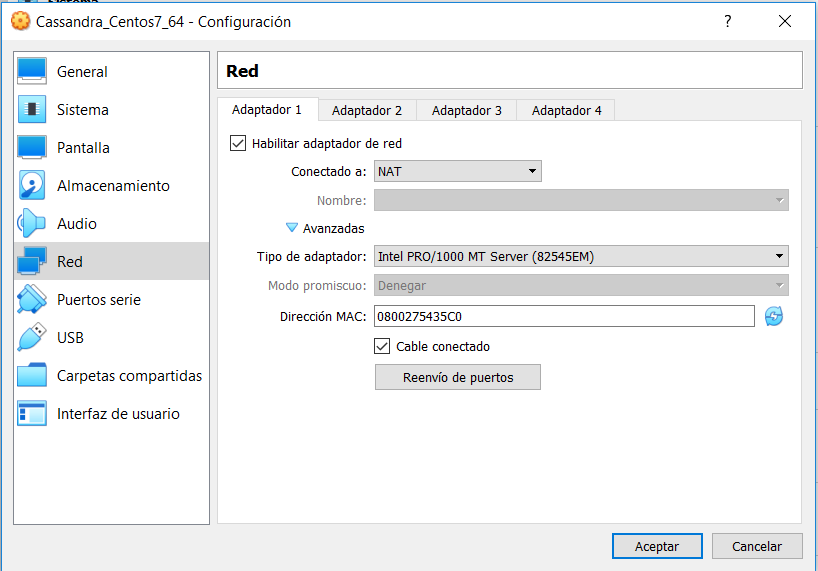 Sistema
Cassandra_Centos7_64 - Configuración
?
General
Sistema
Pantalla
Almacenamiento
Audio
Red
Puertos serie
USB
Carpetas compartidas
Interfaz de usuario
Red
Adaptador 1 Adaptador 2 Adaptador 3 Adaptador 4
Habilitar adaptador de red
Conectado a: NAT
Nombre:
Avanzadas
Tipo de adaptador: Intel PRO/1000 MT Server (82545EM)
Modo promiscuo: Denegar
Dirección MAC: 0800275435C0
Cable conectado
Reenvío de puertos
Aceptar Cancelar